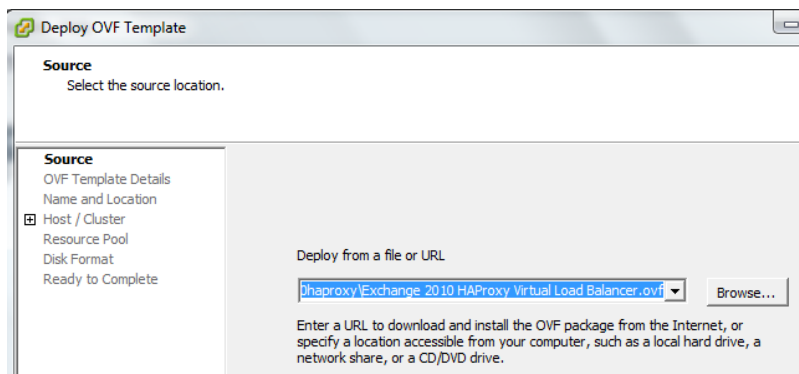 Deploy OVF Template
Source
Select the source location.
Source
OVF Template Details
Name and Location
Host / Cluster
Resource Pool
Disk Format
Ready to Complete
Deploy from a file or URL
haproxy\Exchange 2010 HAProxy Virtual Load Balancer.ovf
Browse...
Enter a URL to download and install the OVF package from the Internet, or
specify a location accessible from your computer, such as a local hard drive, a
network share, or a CD/DVD drive.